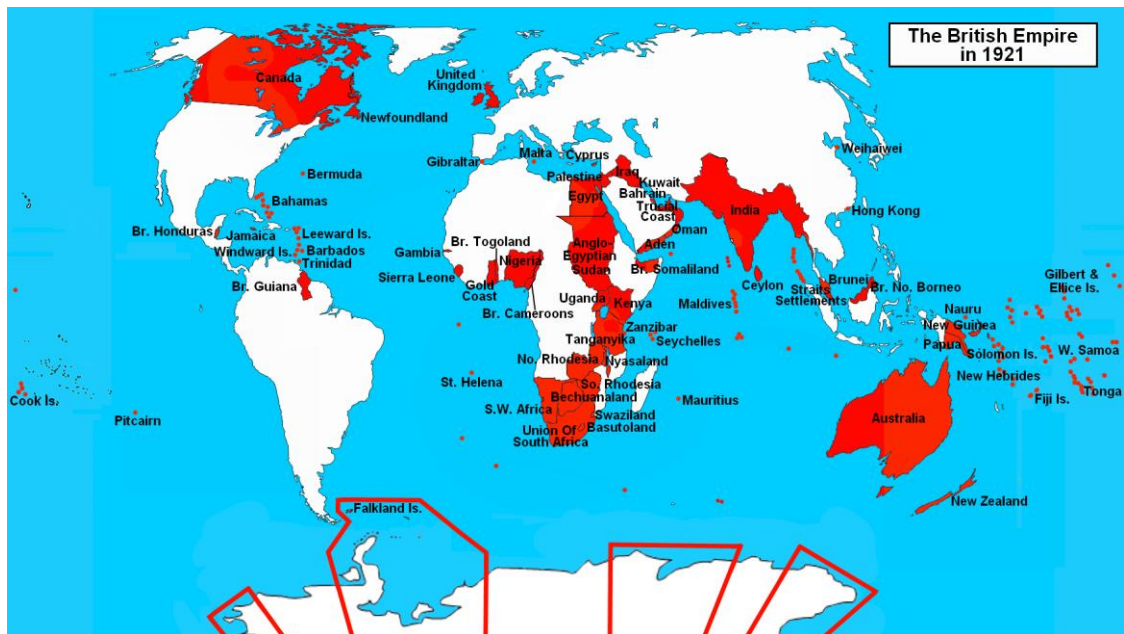 The British Empire
in 1921
Canada
United
Kingdom
Newfoundland
Weihaiwei
Gibraltar
Malta
Cyprus
Bermuda
Palestine
Iraq
Kuwait
Egypt
Bahrain
Bahamas
Trucial
Coast
India
Hong Kong
Br. Honduras
Jamaica
Leeward Is.
Oman
Windward Is.
Barbados
Gambia
Br. Togoland
Anglo-
Egyptian
Sudan
Aden
Trinidad
Nigeria
Br. Somaliland
Sierra Leone
Gold
Coast
Br. Guiana
Ceylon
Straits
Settlements
Brunei
Br. No. Borneo
Gilbert &
Ellice Is.
Br. Cameroons
Uganda
Kenya
Maldives
Nauru
Zanzibar
New Guinea
Tanganyika
Seychelles
Papua
Solomon Is.
W. Samoa
No. Rhodesia
Nyasaland
New Hebrides
St. Helena
So. Rhodesia
Bechuanaland
Mauritius
Cook Is.
Fiji Is.
Tonga
Pitcairn
S.W. Africa
Swaziland
Basutoland
Australia
Union Of
South Africa
New Zealand
Falkland Is.